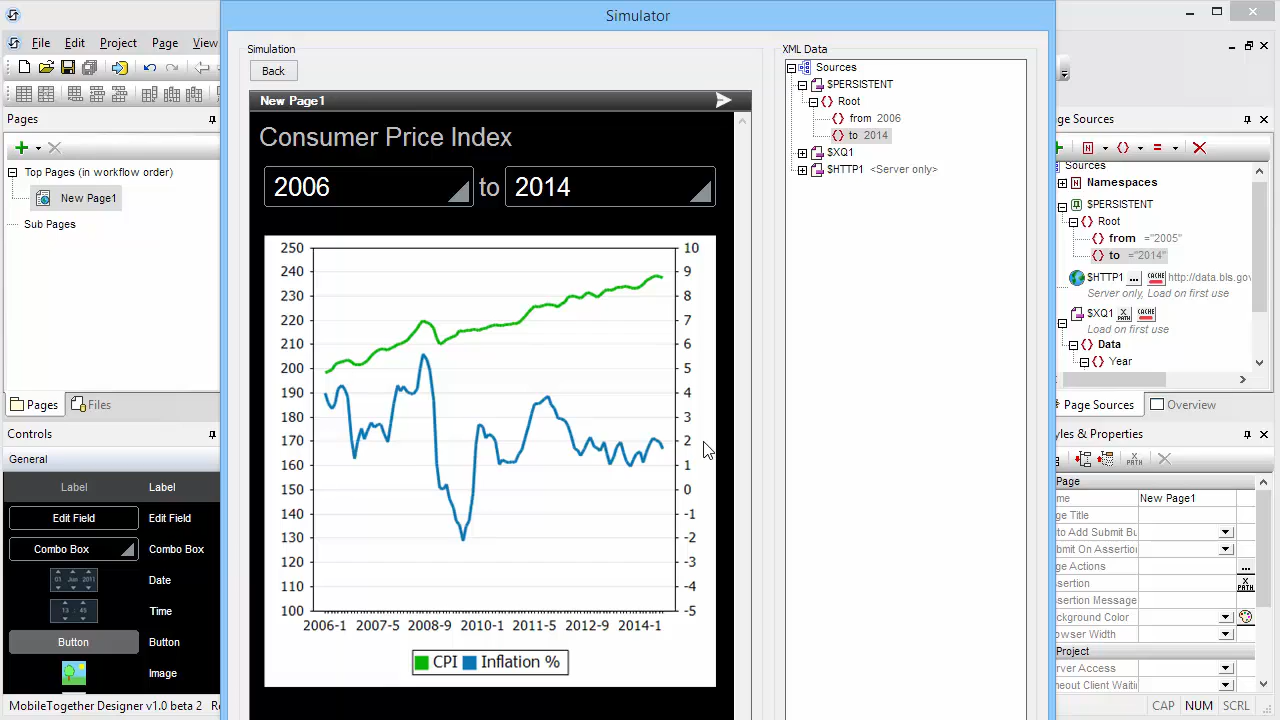 Simulator
File Edit Project Page View
Pages
Top Pages (in workflow order)
New Page1
Sub Pages
Pages Files
Controls
General
Label Label
Edit Field Edit Field
Combo Box Combo Box
Date
Time
Button Button
Image
MobileTogether Designer v1.0 beta 2
Simulation
Back
New Page1
Consumer Price Index
2006 to 2014
250 10
240 9
230 8
220 7
210 6
200 5
190 4
180 3
170 2
160 1
150 0
140 -1
130 -2
120 -3
110 -4
100 -5
2006-1 2007-5 2008-9 2010-1 2011-5 2012-9 2014-1
CPI Inflation %
XML Data
Sources
$PERSISTENT
Root
from 2006
to 2014
$XQ1
$HTTP1 <Server only>
Sources
Namespaces
$PERSISTENT
Root
from ="2005"
to ="2014"
$HTTP1 ... CACHE http://data.bls.gov
Server only, Load on first use
$XQ1 XPATH CACHE
Load on first use
Data
Year
Page Sources Overview
Page
New Page1
Project
CAP NUM SCRL